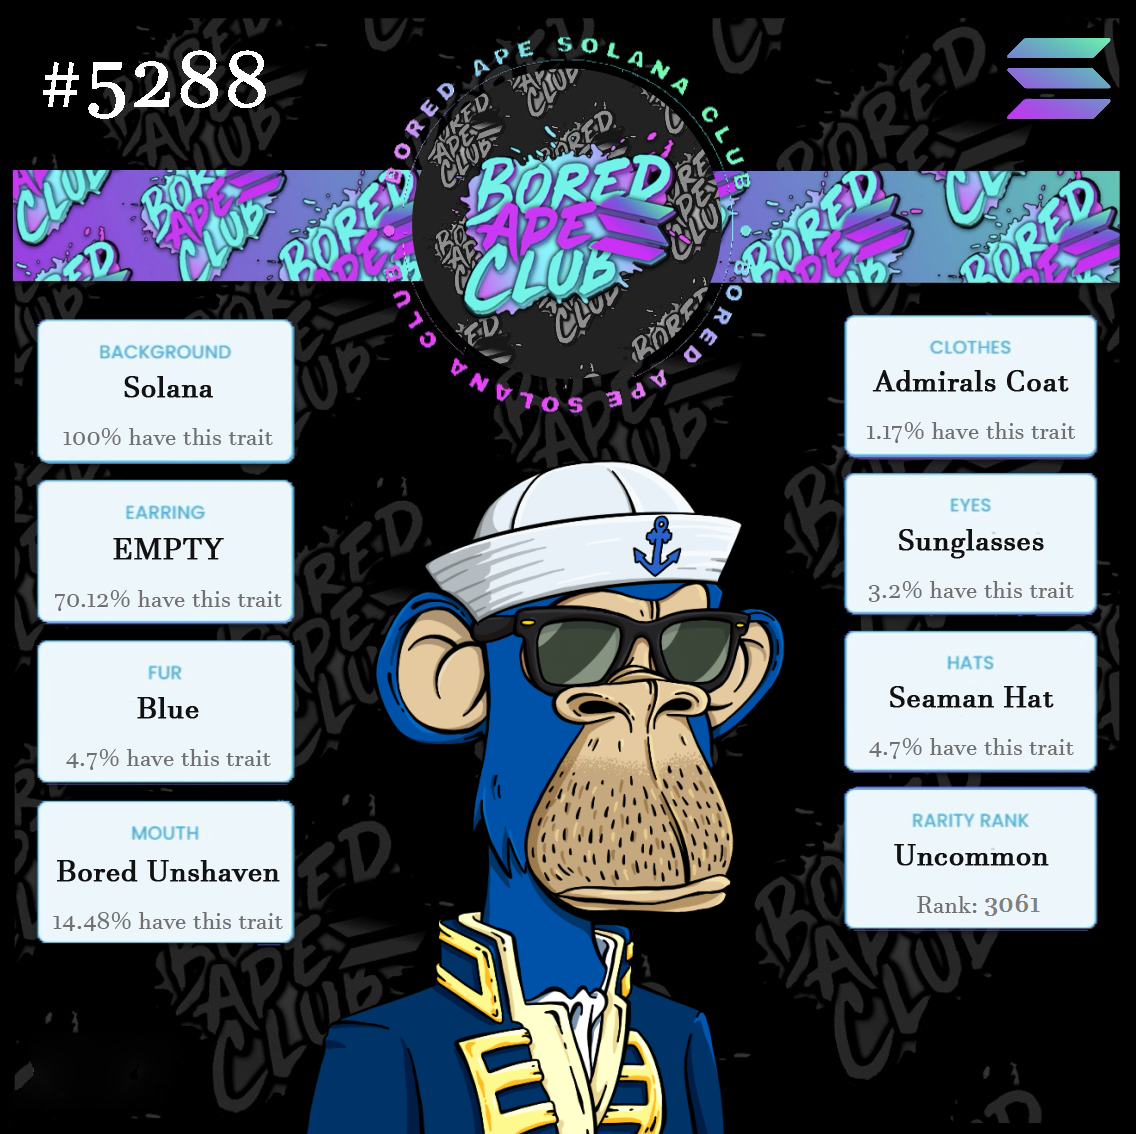 #5288
BORED APE SOLANA CLUB
BORED APE SOLANA CLUB
BORED
APE
CLUB
BACKGROUND
Solana
100% have this trait
EARRING
EMPTY
70.12% have this trait
FUR
Blue
4.7% have this trait
MOUTH
Bored Unshaven
14.48% have this trait
CLOTHES
Admirals Coat
1.17% have this trait
EYES
Sunglasses
3.2% have this trait
HATS
Seaman Hat
4.7% have this trait
RARITY RANK
Uncommon
Rank: 3061